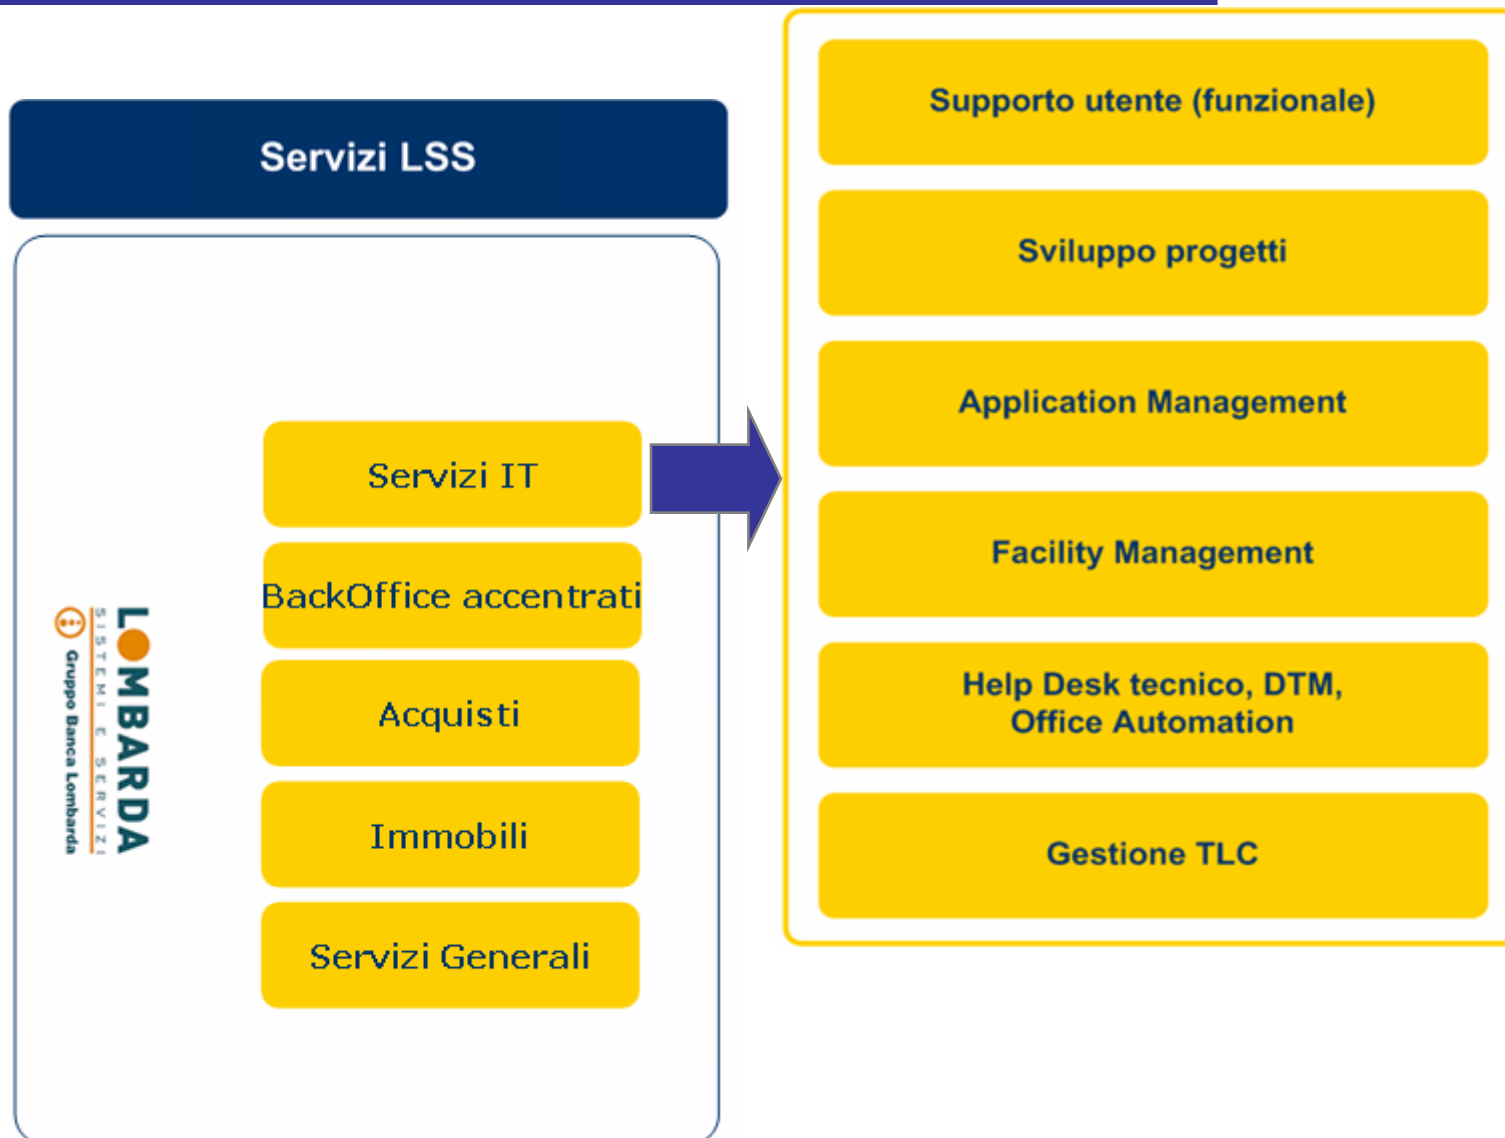 Servizi LSS
Servizi IT
BackOffice accentrati
Acquisti
Immobili
Servizi Generali
LOMBARDA
SISTEMI E SERVIZI
Gruppo Banca Lombarda
Supporto utente (funzionale)
Sviluppo progetti
Application Management
Facility Management
Help Desk tecnico, DTM,
Office Automation
Gestione TLC